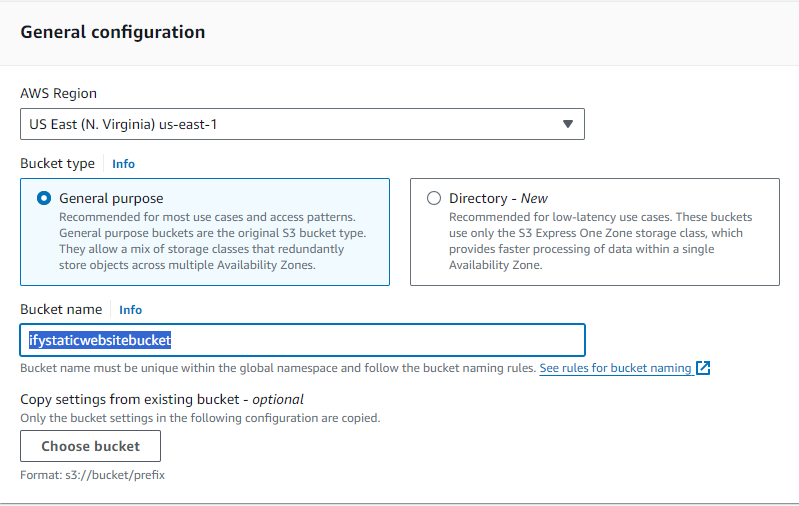 General configuration
AWS Region
US East (N. Virginia) us-east-1
Bucket type Info
General purpose
Recommended for most use cases and access patterns.
General purpose buckets are the original S3 bucket type.
They allow a mix of storage classes that redundantly
store objects across multiple Availability Zones.
Directory - New
Recommended for low-latency use cases. These buckets
use only the S3 Express One Zone storage class, which
provides faster processing of data within a single
Availability Zone.
Bucket name Info
ifystaticwebsitebucket
Bucket name must be unique within the global namespace and follow the bucket naming rules. See rules for bucket naming
Copy settings from existing bucket - optional
Only the bucket settings in the following configuration are copied.
Choose bucket
Format: s3://bucket/prefix